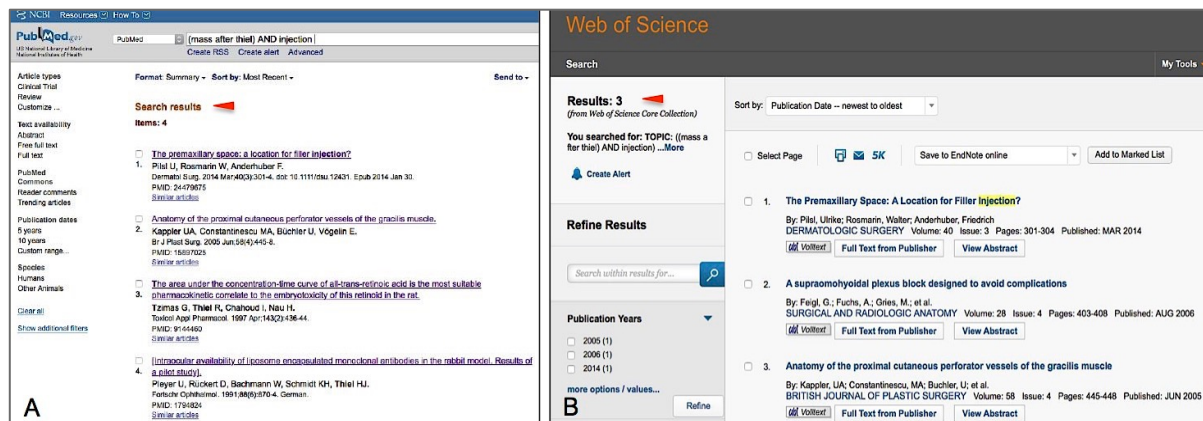 NCBI Resources How To
PubMed.gov
US National Library of Medicine
National Institutes of Health
PubMed
(mass after thiel) AND injection
Create RSS Create alert Advanced
Article types
Clinical Trial
Review
Customize ...
Text availability
Abstract
Free full text
Full text
PubMed
Commons
Reader comments
Trending articles
Publication dates
5 years
10 years
Custom range...
Species
Humans
Other Animals
Clear all
Show additional filters
Format: Summary Sort by: Most Recent Send to
Search results
Items: 4
The premaxillary space: a location for filler injection?
1. Pilsl U, Rosmarin W, Anderhuber F.
Dermatol Surg. 2014 Mar;40(3):301-4. doi: 10.1111/dsu.12431. Epub 2014 Jan 30.
PMID: 24479675
Similar articles
Anatomy of the proximal cutaneous perforator vessels of the gracilis muscle.
2. Kappler UA, Constantinescu MA, Büchler U, Vögelin E.
Br J Plast Surg. 2005 Jun;58(4):445-8.
PMID: 15897025
Similar articles
The area under the concentration-time curve of all-trans-retinoic acid is the most suitable
3. pharmacokinetic correlate to the embryotoxicity of this retinoid in the rat.
Tzimas G, Thiel R, Chahoud I, Nau H.
Toxicol Appl Pharmacol. 1997 Apr;143(2):436-44.
PMID: 9144460
Similar articles
[Intraocular availability of liposome encapsulated monoclonal antibodies in the rabbit model. Results of
4. a pilot study].
Pleyer U, Rückert D, Bachmann W, Schmidt KH, Thiel HJ.
Fortschr Ophthalmol. 1991;88(6):870-4. German.
PMID: 1794824
Similar articles
A
Web of Science
Search My Tools
Results: 3
(from Web of Science Core Collection)
You searched for: TOPIC: ((mass a
fter thiel) AND injection) ...More
Create Alert
Refine Results
Search within results for...
Publication Years
2005 (1)
2006 (1)
2014 (1)
more options / values...
Refine
B
Sort by: Publication Date -- newest to oldest
Select Page 5K Save to EndNote online Add to Marked List
1. The Premaxillary Space: A Location for Filler Injection?
By: Pilsl, Ulrike; Rosmarin, Walter; Anderhuber, Friedrich
DERMATOLOGIC SURGERY Volume: 40 Issue: 3 Pages: 301-304 Published: MAR 2014
Volltext Full Text from Publisher View Abstract
2. A supraomohyoidal plexus block designed to avoid complications
By: Feigl, G.; Fuchs, A.; Gries, M.; et al.
SURGICAL AND RADIOLOGIC ANATOMY Volume: 28 Issue: 4 Pages: 403-408 Published: AUG 2006
Volltext Full Text from Publisher View Abstract
3. Anatomy of the proximal cutaneous perforator vessels of the gracilis muscle
By: Kappler, UA; Constantinescu, MA; Buchler, U; et al.
BRITISH JOURNAL OF PLASTIC SURGERY Volume: 58 Issue: 4 Pages: 445-448 Published: JUN 2005
Volltext Full Text from Publisher View Abstract